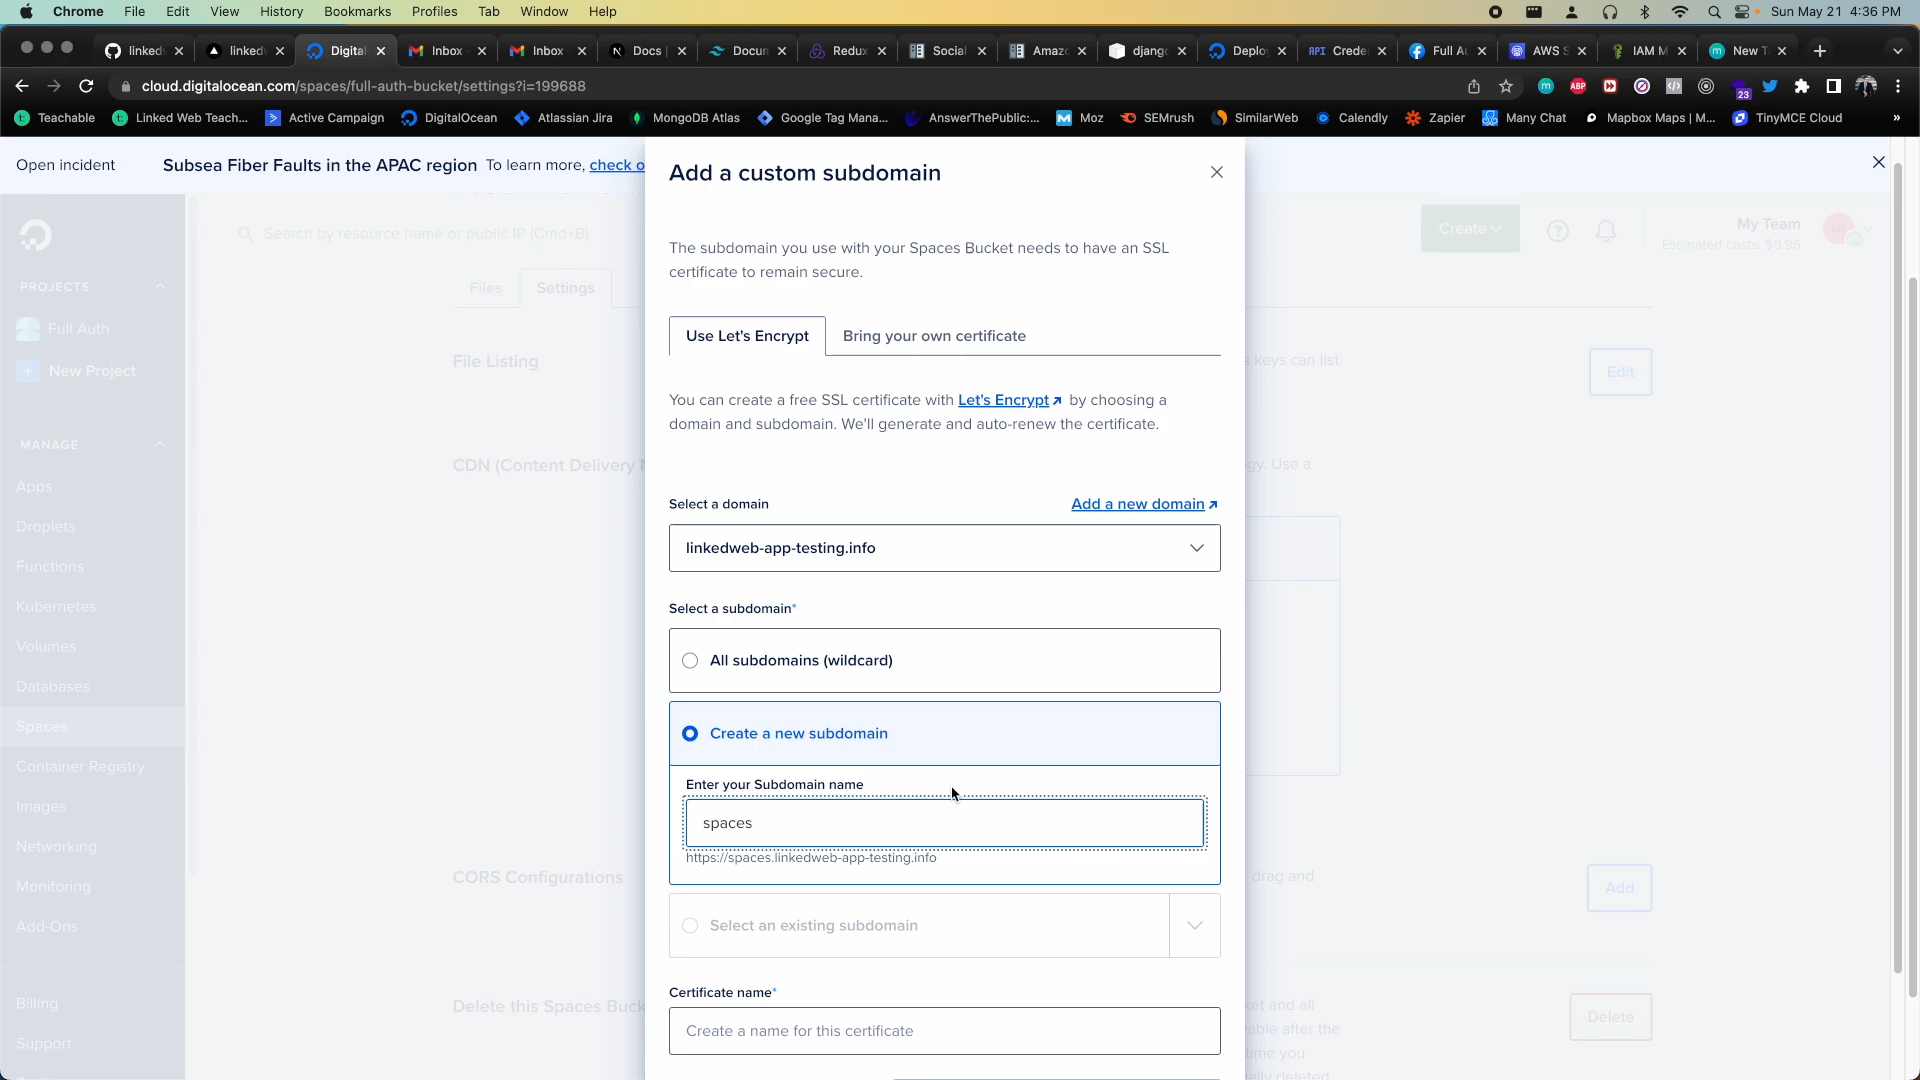 Chrome File Edit View History Bookmarks Profiles Tab Window Help Sun May 21 4:36 PM
linked Digital Inbox Inbox Docs | Docum Redux Social Amazo djang Deploy API Crede Full Au AWS S IAM M New T
cloud.digitalocean.com/spaces/full-auth-bucket/settings?i=199688 ABP 23
Teachable Linked Web Teach... Active Campaign DigitalOcean Atlassian Jira MongoDB Atlas Google Tag Mana... AnswerThePublic:... Moz SEMrush SimilarWeb Calendly Zapier Many Chat Mapbox Maps | M... TinyMCE Cloud »
Open incident Subsea Fiber Faults in the APAC region To learn more, check o
Add a custom subdomain
Search by resource name or public IP (Cmd+B)
Create
My Team
Estimated costs: $0.96
The subdomain you use with your Spaces Bucket needs to have an SSL
certificate to remain secure.
PROJECTS
Full Auth
New Project
Files Settings
Use Let's Encrypt Bring your own certificate
File Listing
keys can list
Edit
You can create a free SSL certificate with Let's Encrypt by choosing a
domain and subdomain. We'll generate and auto-renew the certificate.
MANAGE
CDN (Content Delivery
gy. Use a
Apps
Droplets
Functions
Kubernetes
Volumes
Databases
Spaces
Container Registry
Images
Networking
Monitoring
Add-Ons
Billing
Support
Select a domain Add a new domain
linkedweb-app-testing.info
Select a subdomain*
All subdomains (wildcard)
Create a new subdomain
Enter your Subdomain name
spaces
https://spaces.linkedweb-app-testing.info
CORS Configurations
drag and
Add
Select an existing subdomain
Certificate name*
Create a name for this certificate
Delete this Spaces Buck
ket and all
able after the
time you
ally deleted
Delete